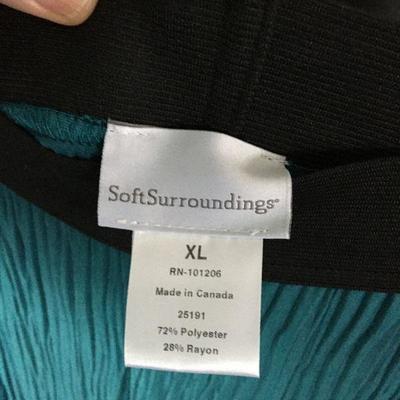 SoftSurroundings®
XL
RN-101206
Made in Canada
25191
72% Polyester
28% Rayon